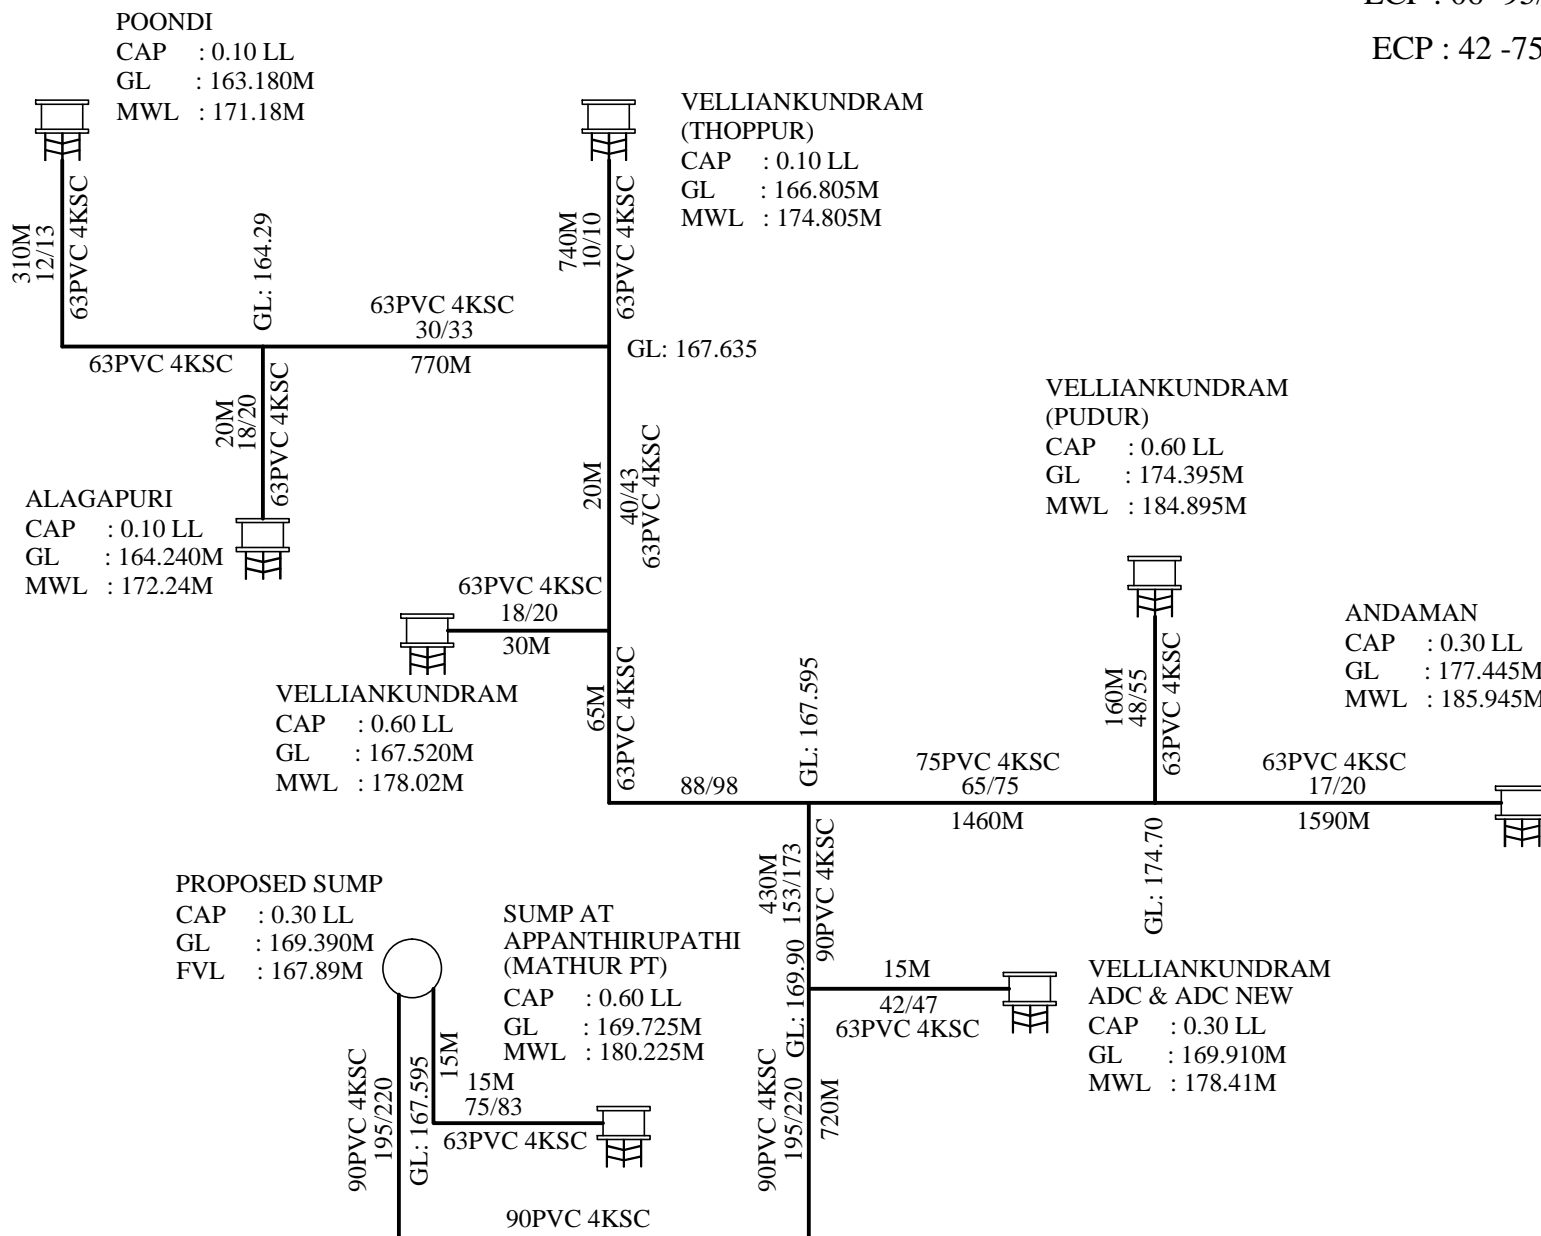 ECP : 42 -75
POONDI
CAP : 0.10 LL
GL : 163.180M
MWL : 171.18M
VELLIANKUNDRAM
(THOPPUR)
CAP : 0.10 LL
GL : 166.805M
MWL : 174.805M
310M
12/13
63PVC 4KSC
GL: 164.29
740M
10/10
63PVC 4KSC
63PVC 4KSC
30/33
770M
63PVC 4KSC
GL: 167.635
20M
18/20
63PVC 4KSC
ALAGAPURI
CAP : 0.10 LL
GL : 164.240M
MWL : 172.24M
20M
40/43
63PVC 4KSC
VELLIANKUNDRAM
(PUDUR)
CAP : 0.60 LL
GL : 174.395M
MWL : 184.895M
63PVC 4KSC
18/20
30M
VELLIANKUNDRAM
CAP : 0.60 LL
GL : 167.520M
MWL : 178.02M
65M
63PVC 4KSC
88/98
GL: 167.595
160M
48/55
63PVC 4KSC
ANDAMAN
CAP : 0.30 LL
GL : 177.445M
MWL : 185.945M
75PVC 4KSC
65/75
1460M
63PVC 4KSC
17/20
1590M
GL: 174.70
PROPOSED SUMP
CAP : 0.30 LL
GL : 169.390M
FVL : 167.89M
SUMP AT
APPANTHIRUPATHI
(MATHUR PT)
CAP : 0.60 LL
GL : 169.725M
MWL : 180.225M
430M
153/173
90PVC 4KSC
GL: 169.90
15M
42/47
63PVC 4KSC
VELLIANKUNDRAM
ADC & ADC NEW
CAP : 0.30 LL
GL : 169.910M
MWL : 178.41M
90PVC 4KSC
195/220
GL: 167.595
15M
15M
75/83
63PVC 4KSC
90PVC 4KSC
195/220
720M
90PVC 4KSC